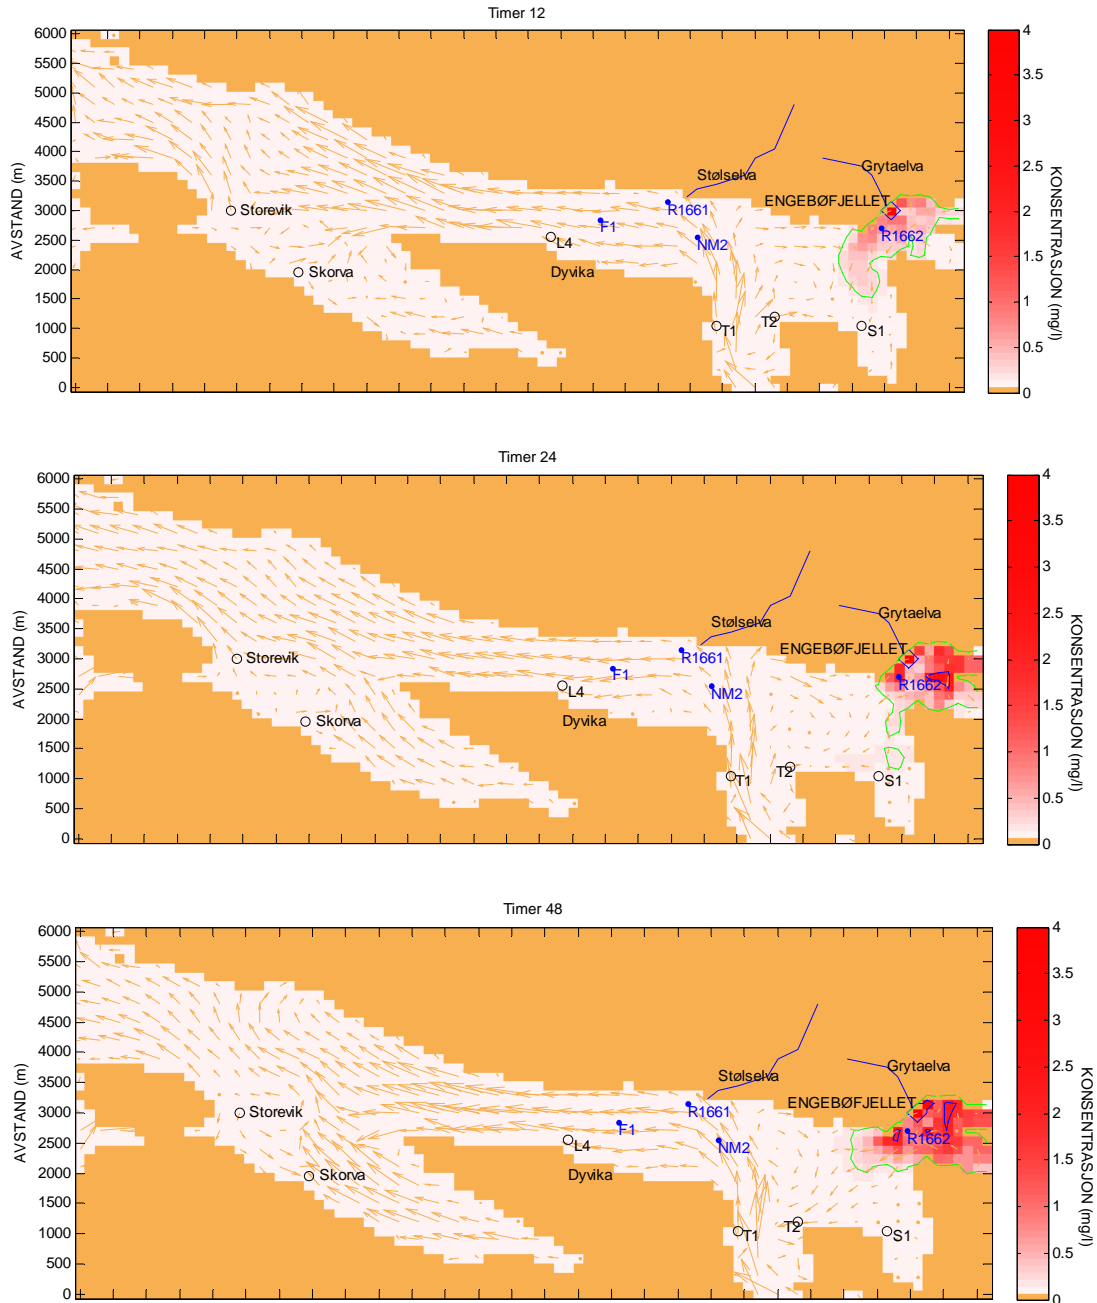 Timer 12
AVSTAND (m)
6000
5500
5000
4500
4000
3500
3000
2500
2000
1500
1000
500
0
Stølselva
Grytaelva
ENGEBØFJELLET
Storevik
R1661
F1
R1662
L4
NM2
Skorva
Dyvika
T2
T1
S1
4
3.5
3
2.5
2
1.5
1
0.5
0
KONSENTRASJON (mg/l)
Timer 24
AVSTAND (m)
6000
5500
5000
4500
4000
3500
3000
2500
2000
1500
1000
500
0
Stølselva
Grytaelva
ENGEBØFJELLET
Storevik
R1661
F1
R1662
L4
NM2
Skorva
Dyvika
T2
T1
S1
4
3.5
3
2.5
2
1.5
1
0.5
0
KONSENTRASJON (mg/l)
Timer 48
AVSTAND (m)
6000
5500
5000
4500
4000
3500
3000
2500
2000
1500
1000
500
0
Stølselva
Grytaelva
ENGEBØFJELLET
Storevik
R1661
F1
R1662
L4
NM2
Skorva
Dyvika
T2
T1
S1
4
3.5
3
2.5
2
1.5
1
0.5
0
KONSENTRASJON (mg/l)